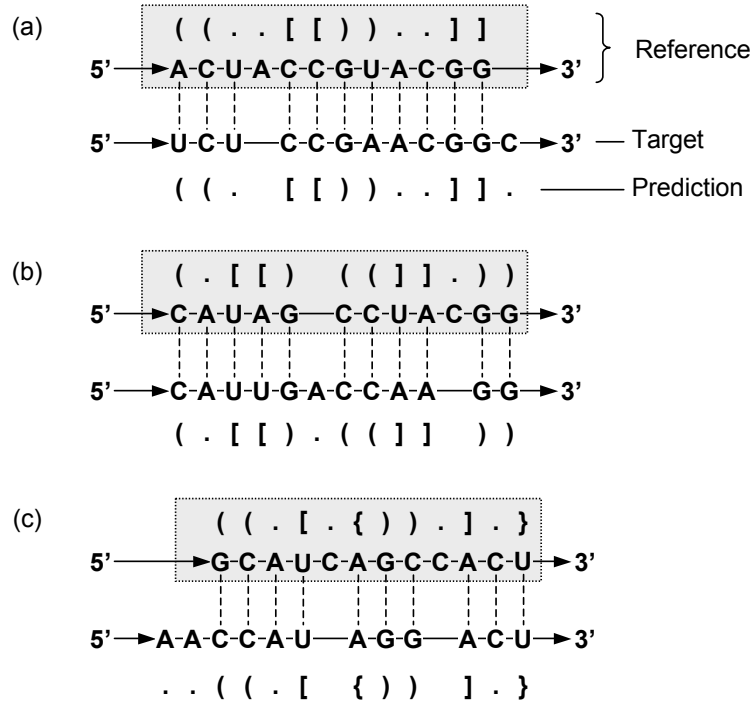 (a) ( ( . . [ [ ) ) . . ] ] Reference
5’ A-C-U-A-C-C-G-U-A-C-G-G 3’
5’ U-C-U—C-C-G-A-A-C-G-G-C 3’ Target
( ( . [ [ ) ) . . ] ] . Prediction
(b) ( . [ [ ) ( ( ] ] . ) )
5’ C-A-U-A-G—C-C-U-A-C-G-G 3’
5’ C-A-U-U-G-A-C-C-A-A—G-G 3’
( . [ [ ) . ( ( ] ] ) )
(c) ( ( . [ . { ) ) . ] . }
5’ G-C-A-U-C-A-G-C-C-A-C-U 3’
5’ A-A-C-C-A-U—A-G-G—A-C-U 3’
. . ( ( . [ { ) ) ] . }